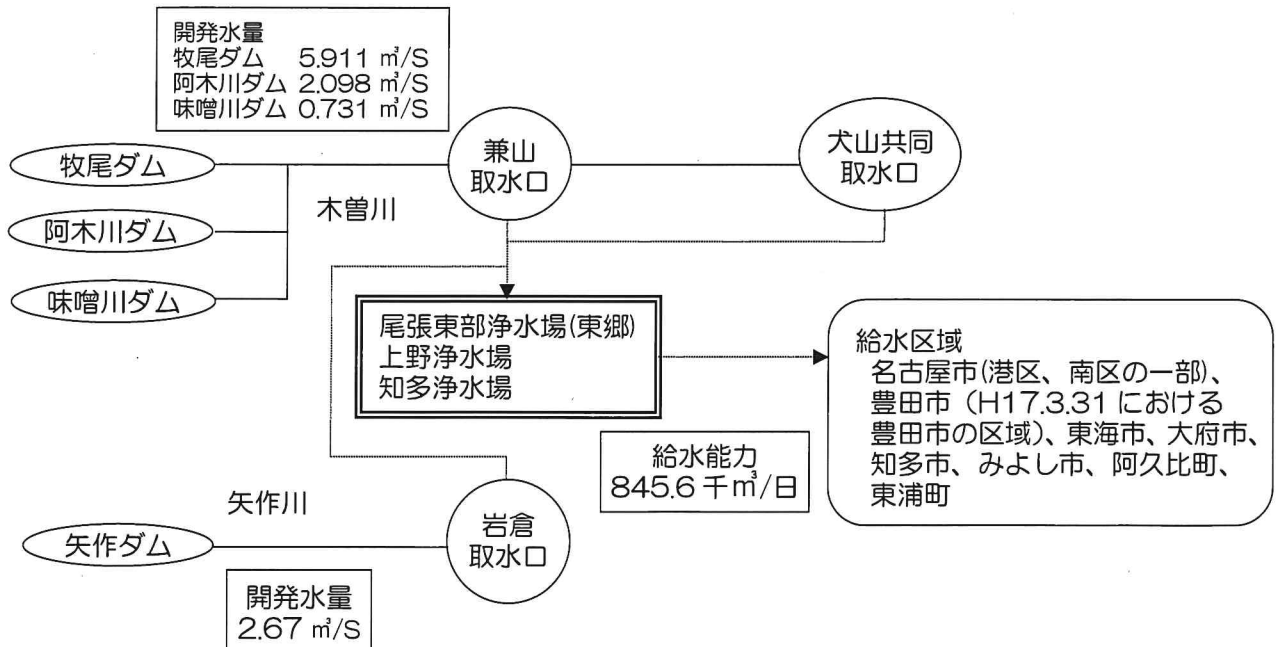 開発水量
牧尾ダム 5.911 ㎥/S
阿木川ダム 2.098 ㎥/S
味噌川ダム 0.731 ㎥/S
牧尾ダム
阿木川ダム
味噌川ダム
木曽川
兼山
取水口
犬山共同
取水口
尾張東部浄水場(東郷)
上野浄水場
知多浄水場
給水区域
名古屋市(港区、南区の一部)、
豊田市(H17.3.31 における
豊田市の区域)、東海市、大府市、
知多市、みよし市、阿久比町、
東浦町
給水能力
845.6 千㎥/日
矢作川
矢作ダム
岩倉
取水口
開発水量
2.67 ㎥/S